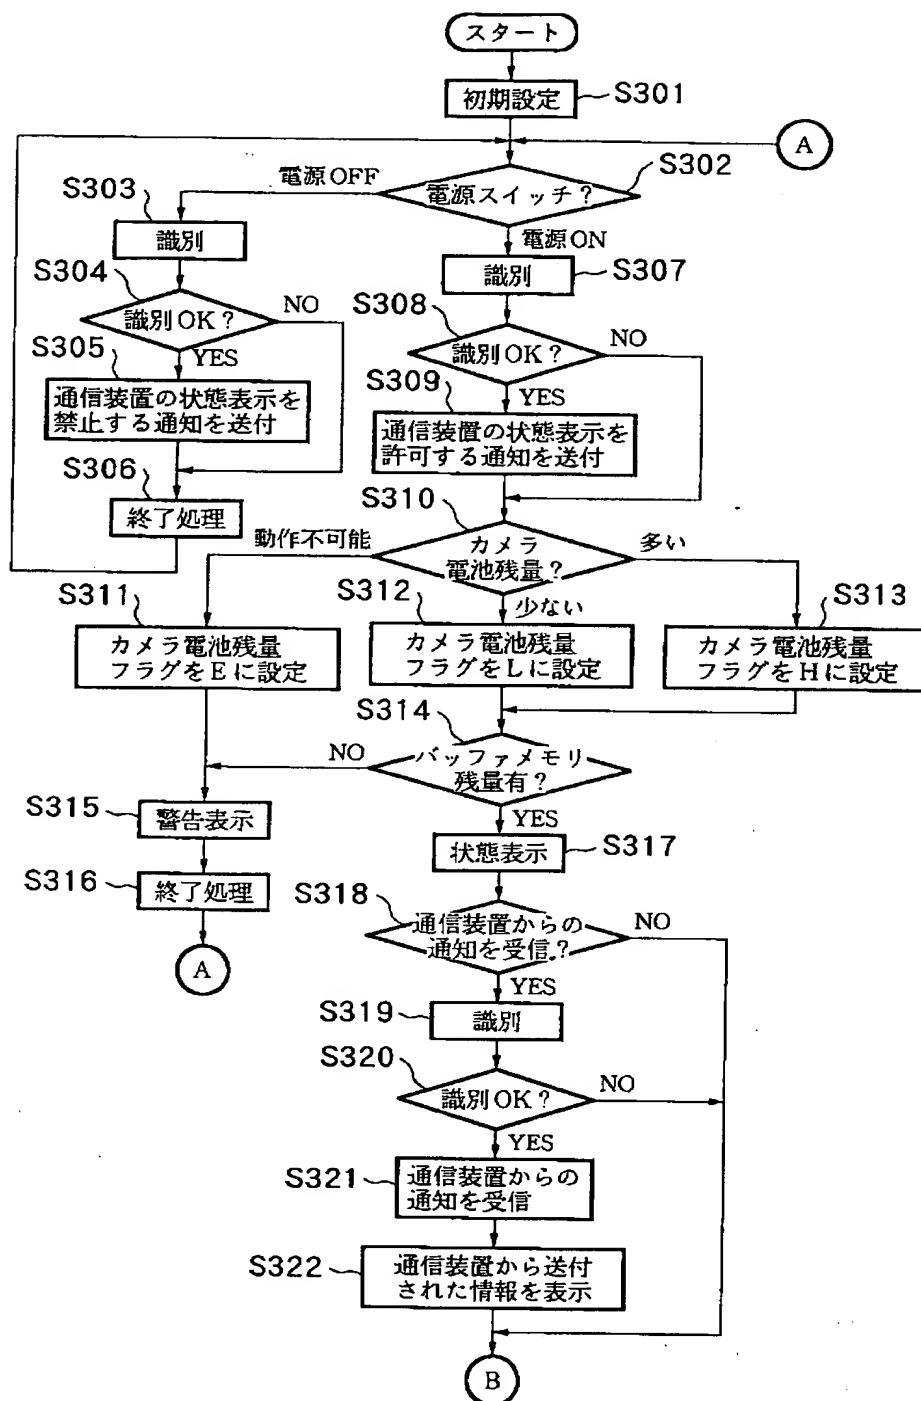 スタート
初期設定
S301
A
S302
電源スイッチ？
電源OFF
電源ON
S303
識別
S304
識別OK？
NO
YES
S305
通信装置の状態表示を
禁止する通知を送付
S306
終了処理
S307
識別
S308
識別OK？
NO
YES
S309
通信装置の状態表示を
許可する通知を送付
S310
カメラ
電池残量？
動作不可能
少ない
多い
S311
カメラ電池残量
フラグをEに設定
S312
カメラ電池残量
フラグをLに設定
S313
カメラ電池残量
フラグをHに設定
S314
バッファメモリ
残量有？
NO
YES
S315
警告表示
S316
終了処理
A
S317
状態表示
S318
通信装置からの
通知を受信？
NO
YES
S319
識別
S320
識別OK？
NO
YES
S321
通信装置からの
通知を受信
S322
通信装置から送付
された情報を表示
B